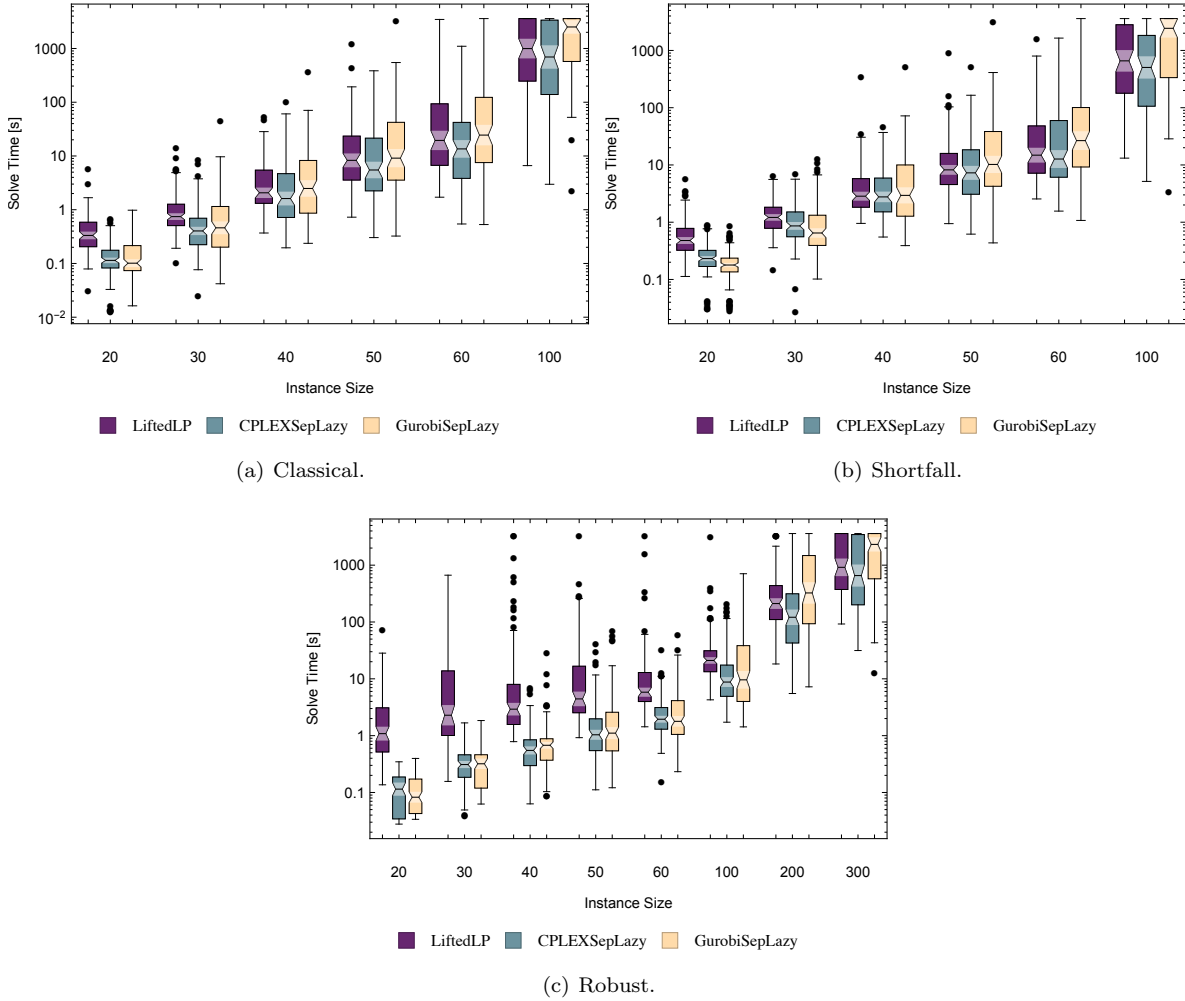 1000
100
10
1
0.1
10⁻²
Solve Time [s]
20 30 40 50 60 100
Instance Size
LiftedLP CPLEXSepLazy GurobiSepLazy
(a) Classical.
1000
100
10
1
0.1
Solve Time [s]
20 30 40 50 60 100
Instance Size
LiftedLP CPLEXSepLazy GurobiSepLazy
(b) Shortfall.
1000
100
10
1
0.1
Solve Time [s]
20 30 40 50 60 100 200 300
Instance Size
LiftedLP CPLEXSepLazy GurobiSepLazy
(c) Robust.